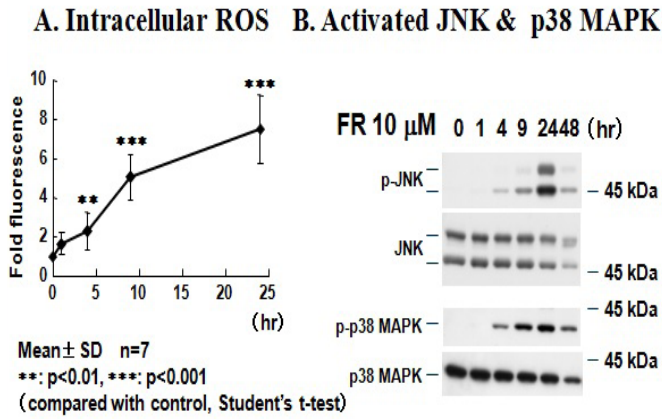 A. Intracellular ROS
B. Activated JNK & p38 MAPK
Fold fluorescence
10
8
6
4
2
0
0 5 10 15 20 25
(hr)
**
***
***
Mean± SD n=7
**: p<0.01, ***: p<0.001
(compared with control, Student's t-test)
FR 10 μM 0 1 4 9 24 48 (hr)
p-JNK
45 kDa
JNK
45 kDa
45 kDa
p-p38 MAPK
45 kDa
p38 MAPK